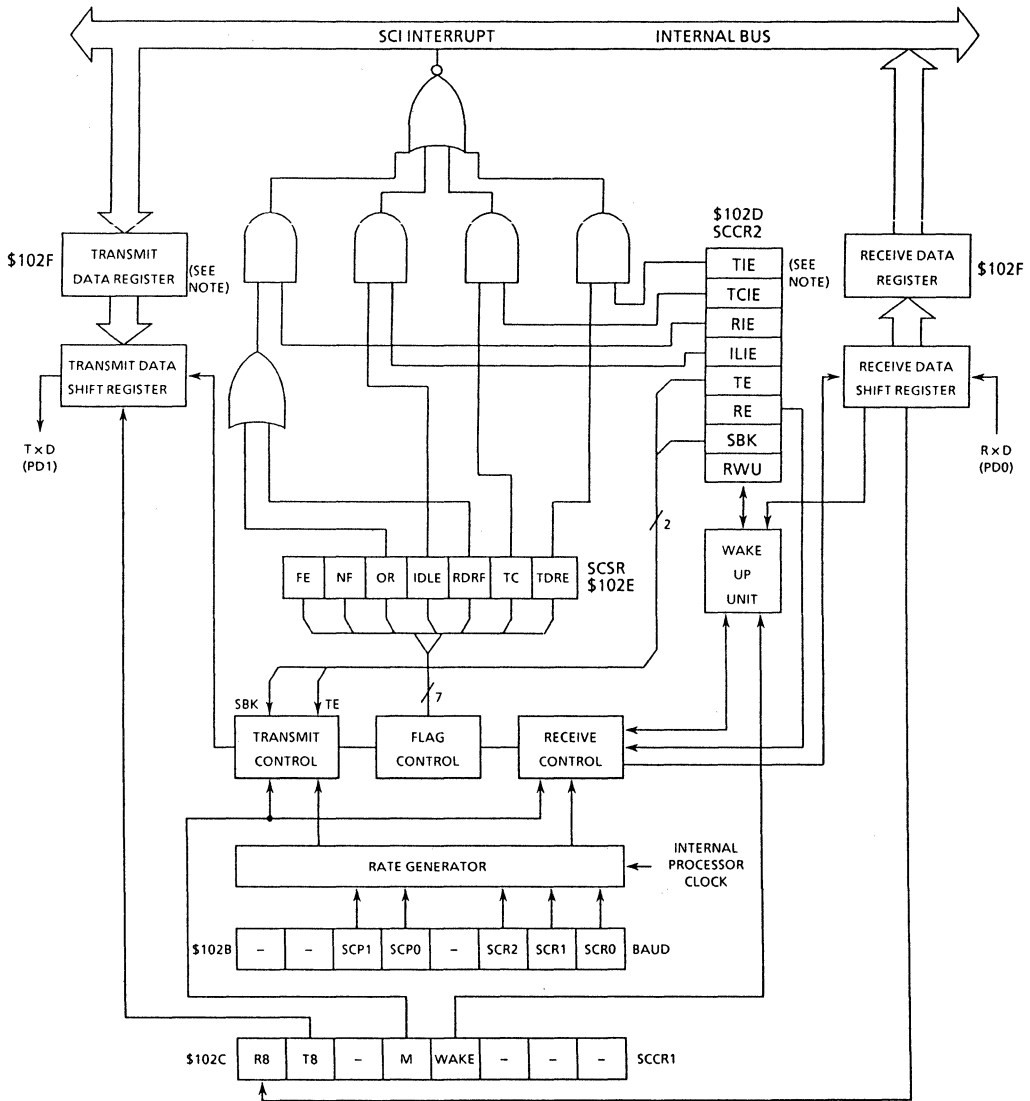 SCI INTERRUPT
INTERNAL BUS
$102F
TRANSMIT
DATA REGISTER
(SEE
NOTE)
TRANSMIT DATA
SHIFT REGISTER
T x D
(PD1)
$102D
SCCR2
TIE
TCIE
RIE
ILIE
TE
RE
SBK
RWU
(SEE
NOTE)
RECEIVE DATA
REGISTER
$102F
RECEIVE DATA
SHIFT REGISTER
R x D
(PD0)
2
WAKE
UP
UNIT
FE NF OR IDLE RDRF TC TDRE
SCSR
$102E
7
SBK
TE
TRANSMIT
CONTROL
FLAG
CONTROL
RECEIVE
CONTROL
RATE GENERATOR
INTERNAL
PROCESSOR
CLOCK
$102B – – SCP1 SCP0 – SCR2 SCR1 SCR0 BAUD
$102C R8 T8 – M WAKE – – – SCCR1